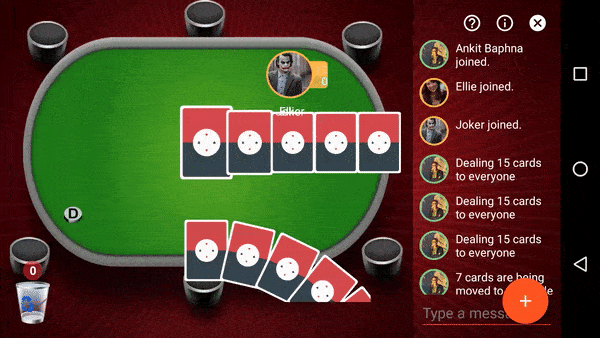 Ankit Baphna
joined.
Ellie joined.
Joker joined.
Dealing 15 cards
to everyone
Dealing 15 cards
to everyone
Dealing 15 cards
to everyone
7 cards are being
moved to
Type a mess
0
D
0